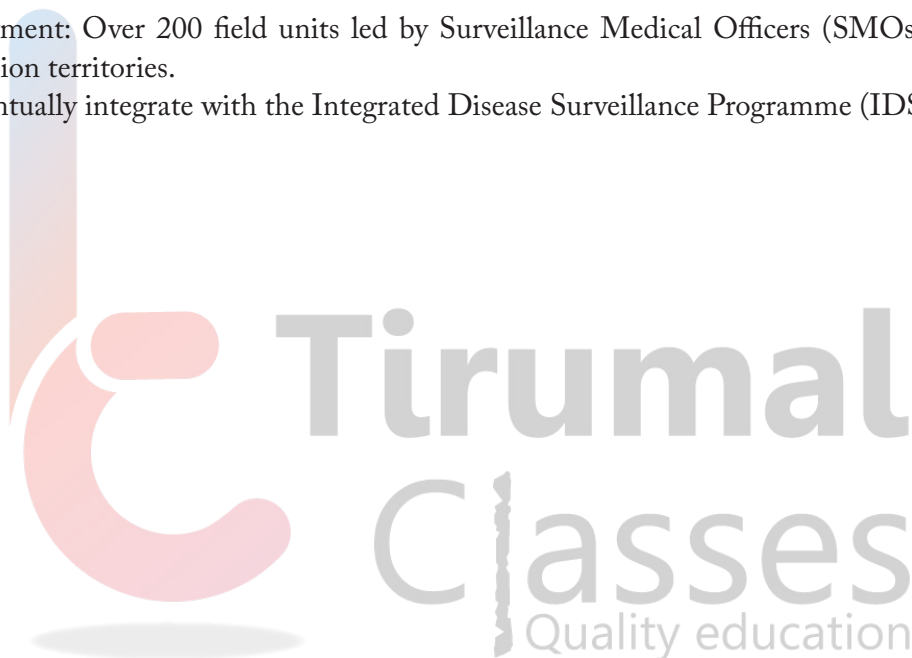 ment: Over 200 field units led by Surveillance Medical Officers (SMOs
ion territories.
ntually integrate with the Integrated Disease Surveillance Programme (IDS
Tirumal
Classes
Quality education